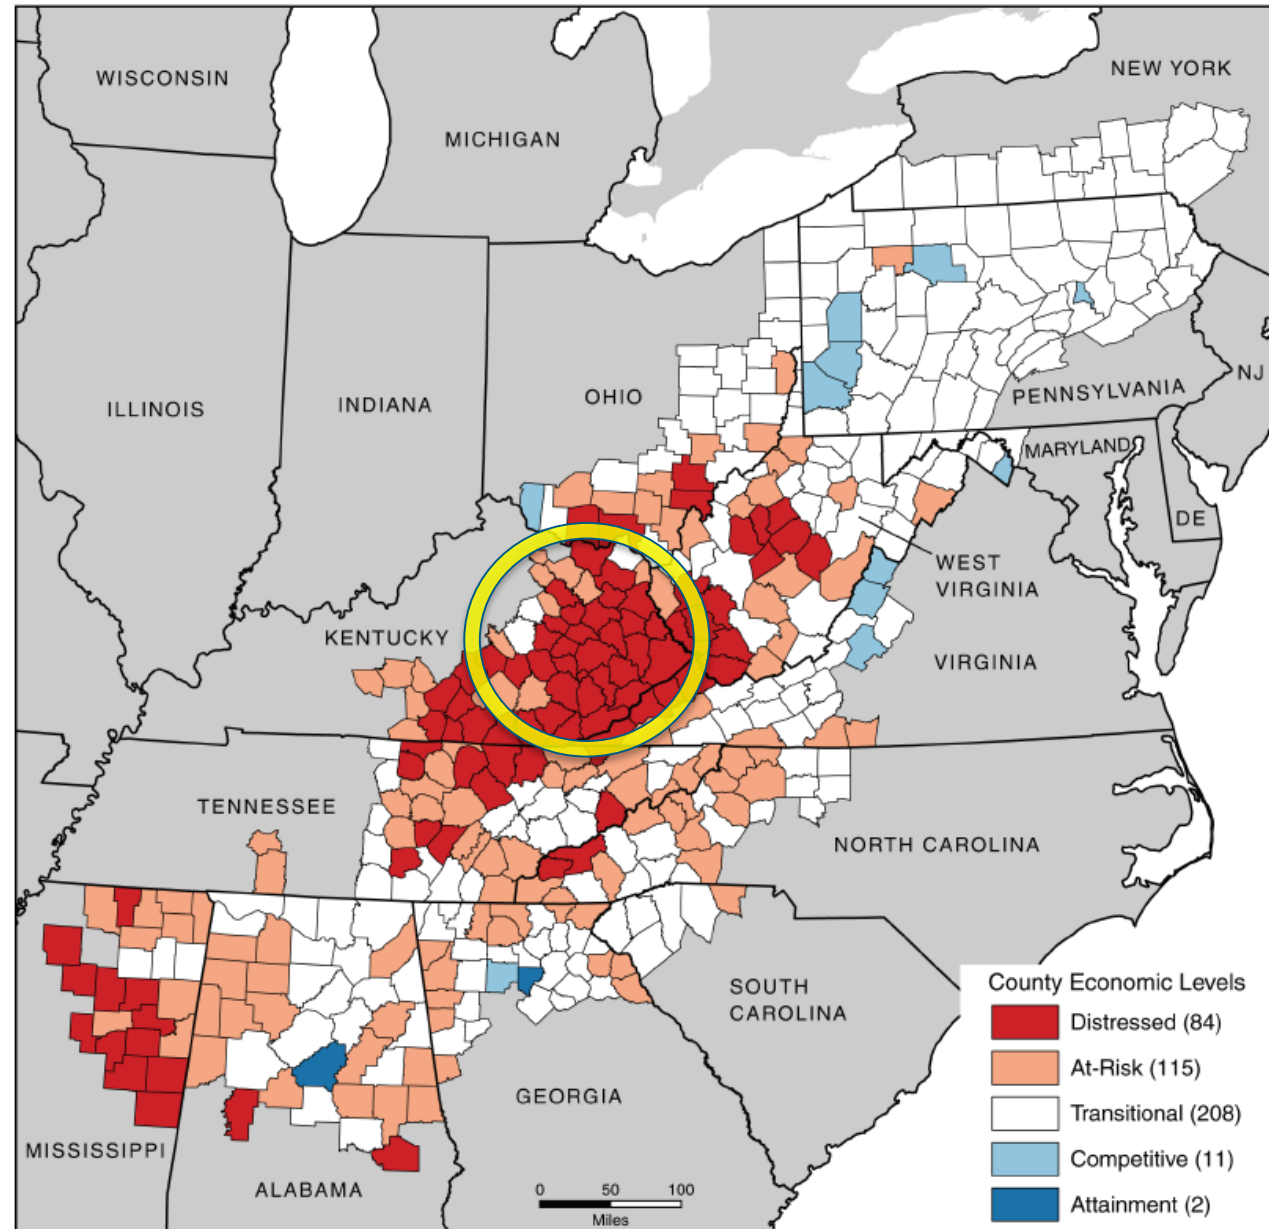 WISCONSIN
MICHIGAN
NEW YORK
ILLINOIS
INDIANA
OHIO
PENNSYLVANIA
NJ
MARYLAND
DE
WEST
VIRGINIA
KENTUCKY
VIRGINIA
TENNESSEE
NORTH CAROLINA
SOUTH
CAROLINA
MISSISSIPPI
ALABAMA
GEORGIA
County Economic Levels
Distressed (84)
At-Risk (115)
Transitional (208)
Competitive (11)
Attainment (2)
0 50 100
Miles